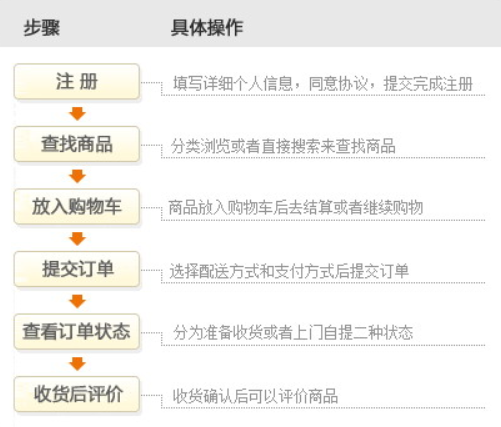 步骤 具体操作
注 册 填写详细个人信息，同意协议，提交完成注册
查找商品 分类浏览或者直接搜索来查找商品
放入购物车 商品放入购物车后去结算或者继续购物
提交订单 选择配送方式和支付方式后提交订单
查看订单状态 分为准备收货或者上门自提二种状态
收货后评价 收货确认后可以评价商品